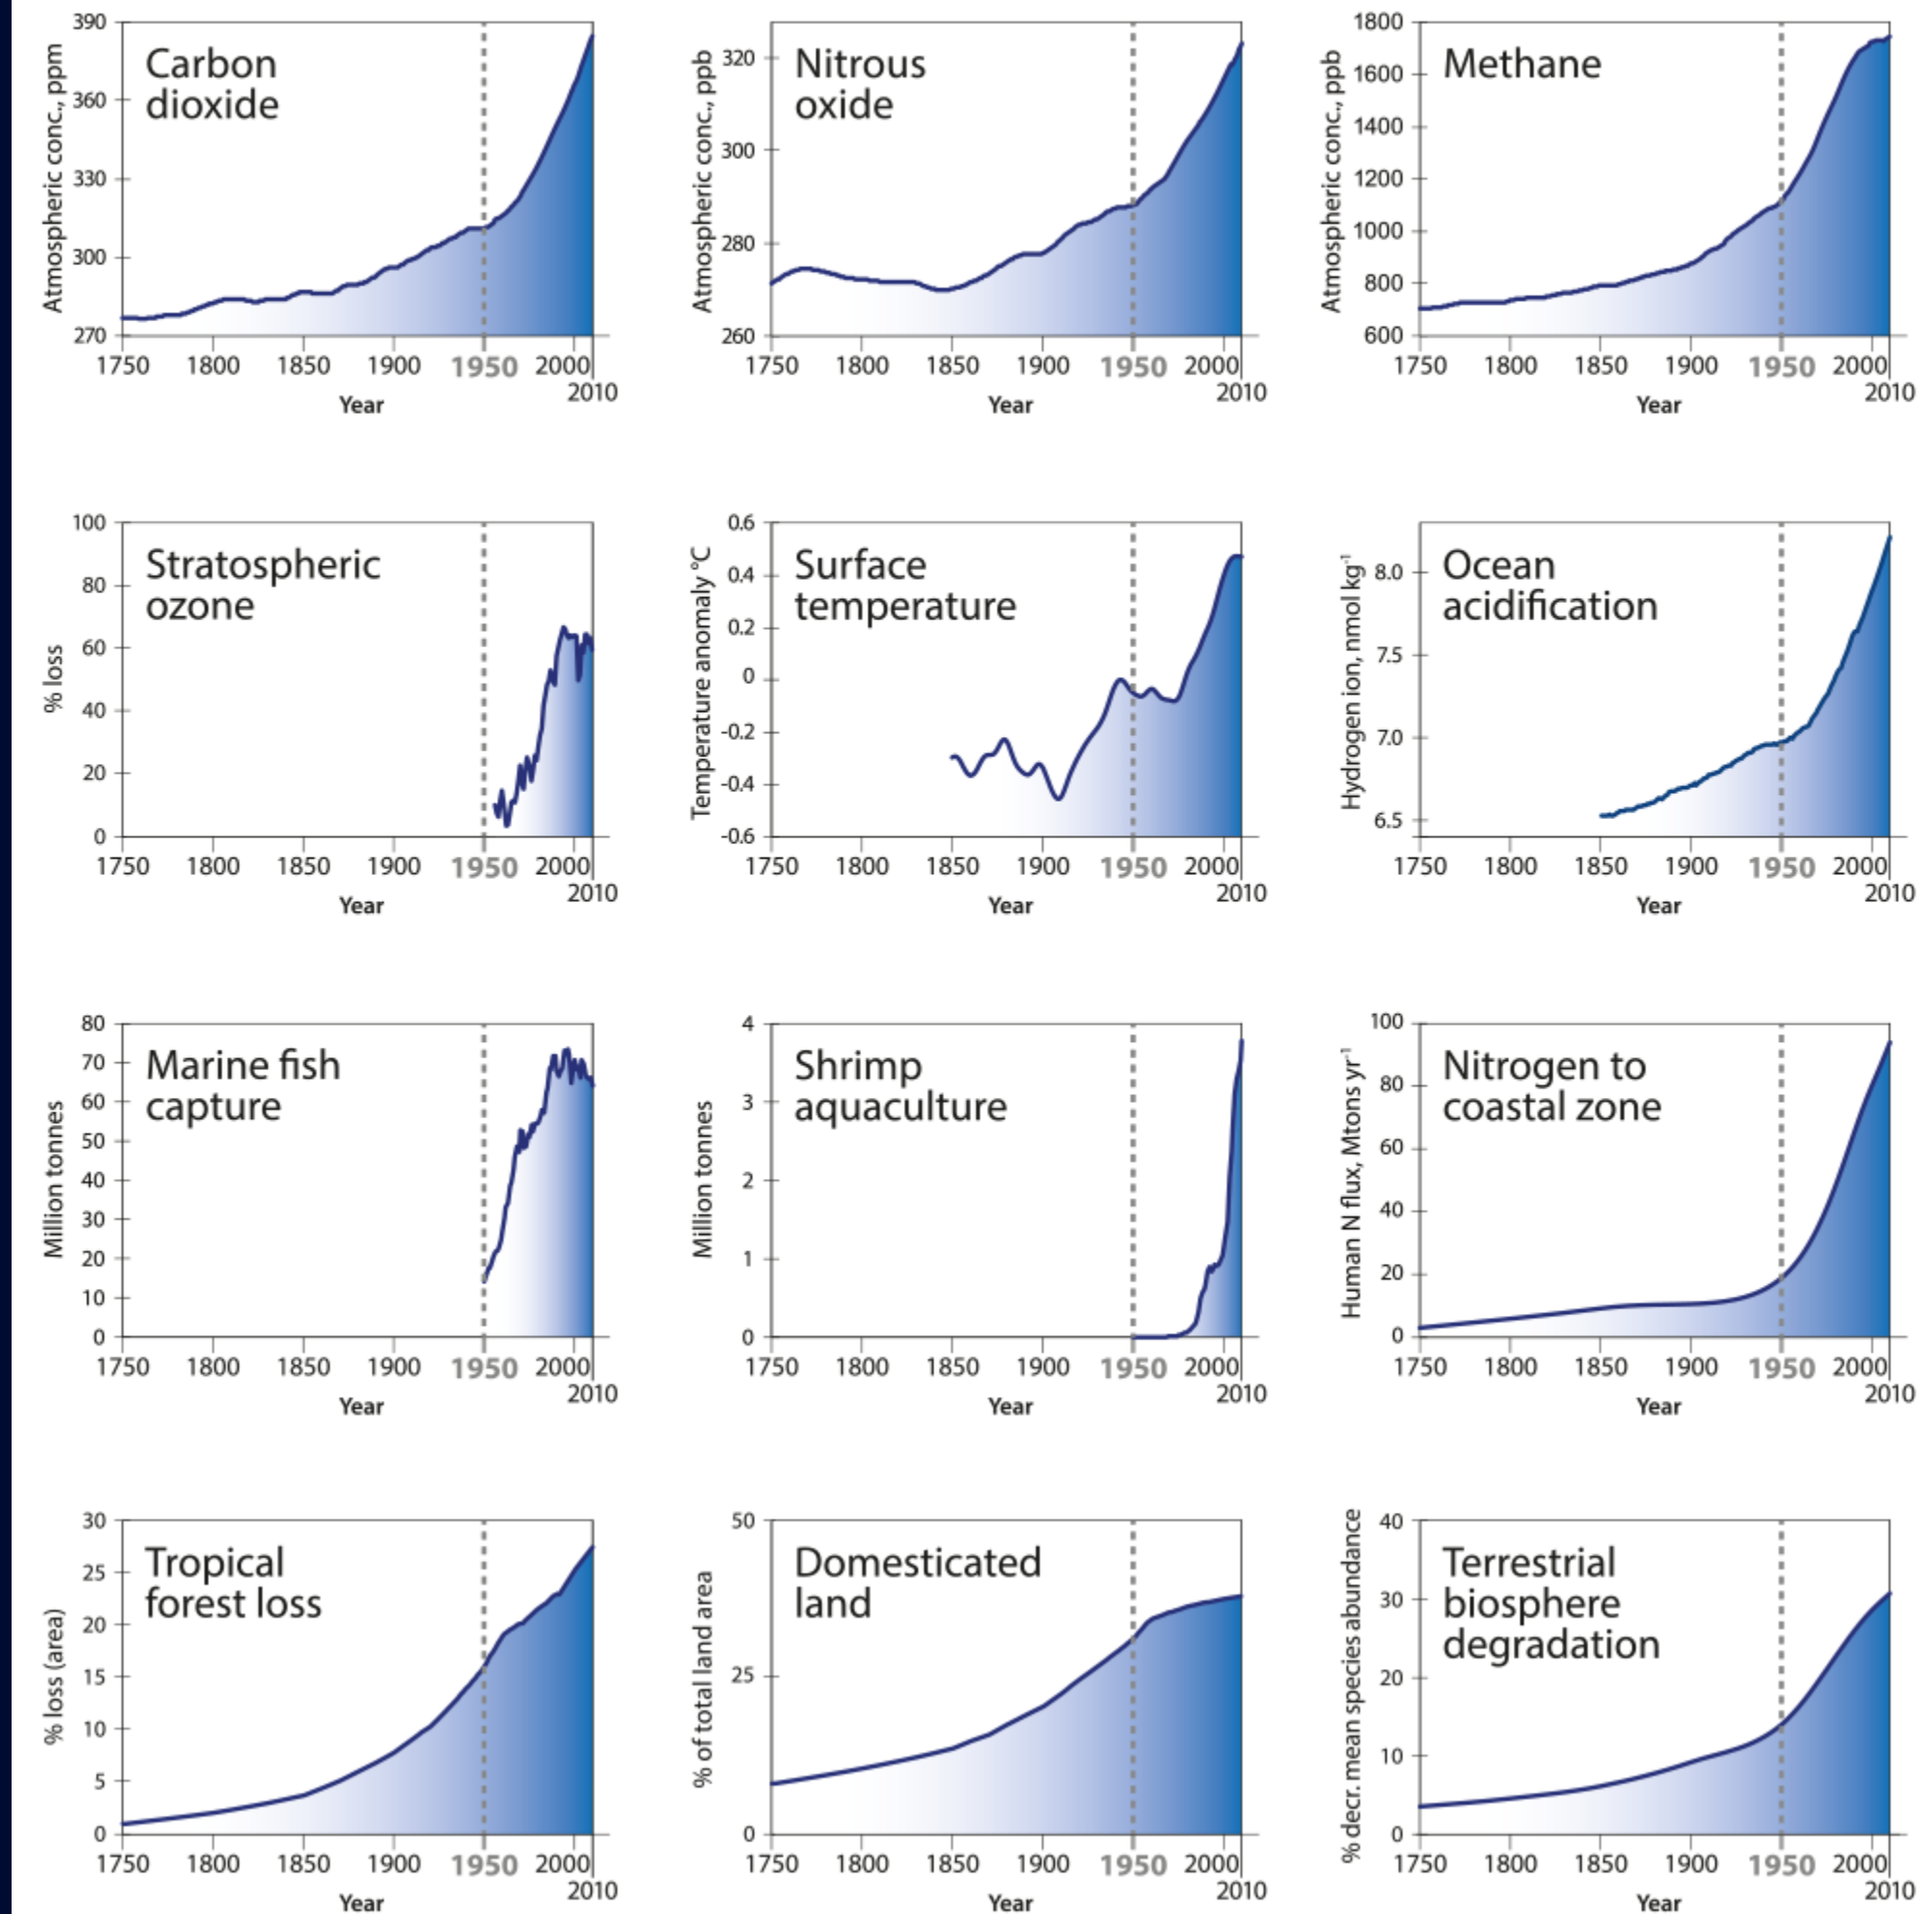 Carbon
dioxide
Atmospheric conc., ppm
390
360
330
300
270
1750 1800 1850 1900 1950 2000
2010
Year
Nitrous
oxide
Atmospheric conc., ppb
320
300
280
260
1750 1800 1850 1900 1950 2000
2010
Year
Methane
Atmospheric conc., ppb
1800
1600
1400
1200
1000
800
600
1750 1800 1850 1900 1950 2000
2010
Year
Stratospheric
ozone
% loss
100
80
60
40
20
0
1750 1800 1850 1900 1950 2000
2010
Year
Surface
temperature
Temperature anomaly °C
0.6
0.4
0.2
0
-0.2
-0.4
-0.6
1750 1800 1850 1900 1950 2000
2010
Year
Ocean
acidification
Hydrogen ion, nmol kg⁻¹
8.0
7.5
7.0
6.5
1750 1800 1850 1900 1950 2000
2010
Year
Marine fish
capture
Million tonnes
80
70
60
50
40
30
20
10
0
1750 1800 1850 1900 1950 2000
2010
Year
Shrimp
aquaculture
Million tonnes
4
3
2
1
0
1750 1800 1850 1900 1950 2000
2010
Year
Nitrogen to
coastal zone
Human N flux, Mtons yr⁻¹
100
80
60
40
20
0
1750 1800 1850 1900 1950 2000
2010
Year
Tropical
forest loss
% loss (area)
30
25
20
15
10
5
0
1750 1800 1850 1900 1950 2000
2010
Year
Domesticated
land
% of total land area
50
25
0
1750 1800 1850 1900 1950 2000
2010
Year
Terrestrial
biosphere
degradation
% decr. mean species abundance
40
30
20
10
0
1750 1800 1850 1900 1950 2000
2010
Year